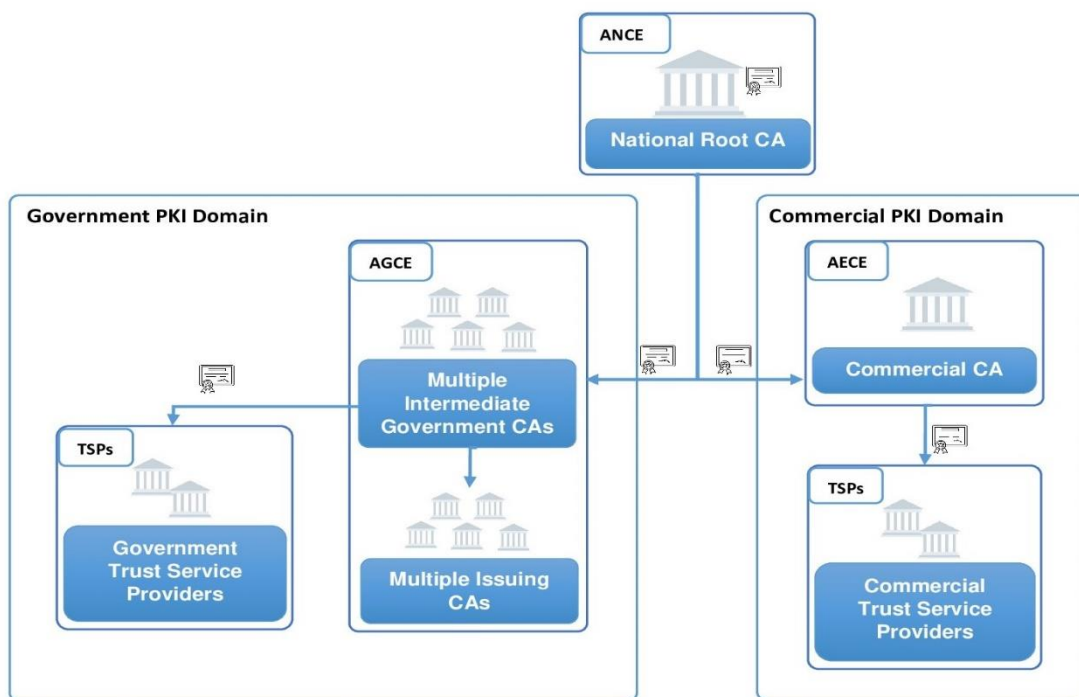 ANCE
National Root CA
Government PKI Domain
Commercial PKI Domain
AGCE
AECE
Multiple
Intermediate
Government CAs
Commercial CA
TSPs
TSPs
Government
Trust Service
Providers
Multiple Issuing
CAs
Commercial
Trust Service
Providers